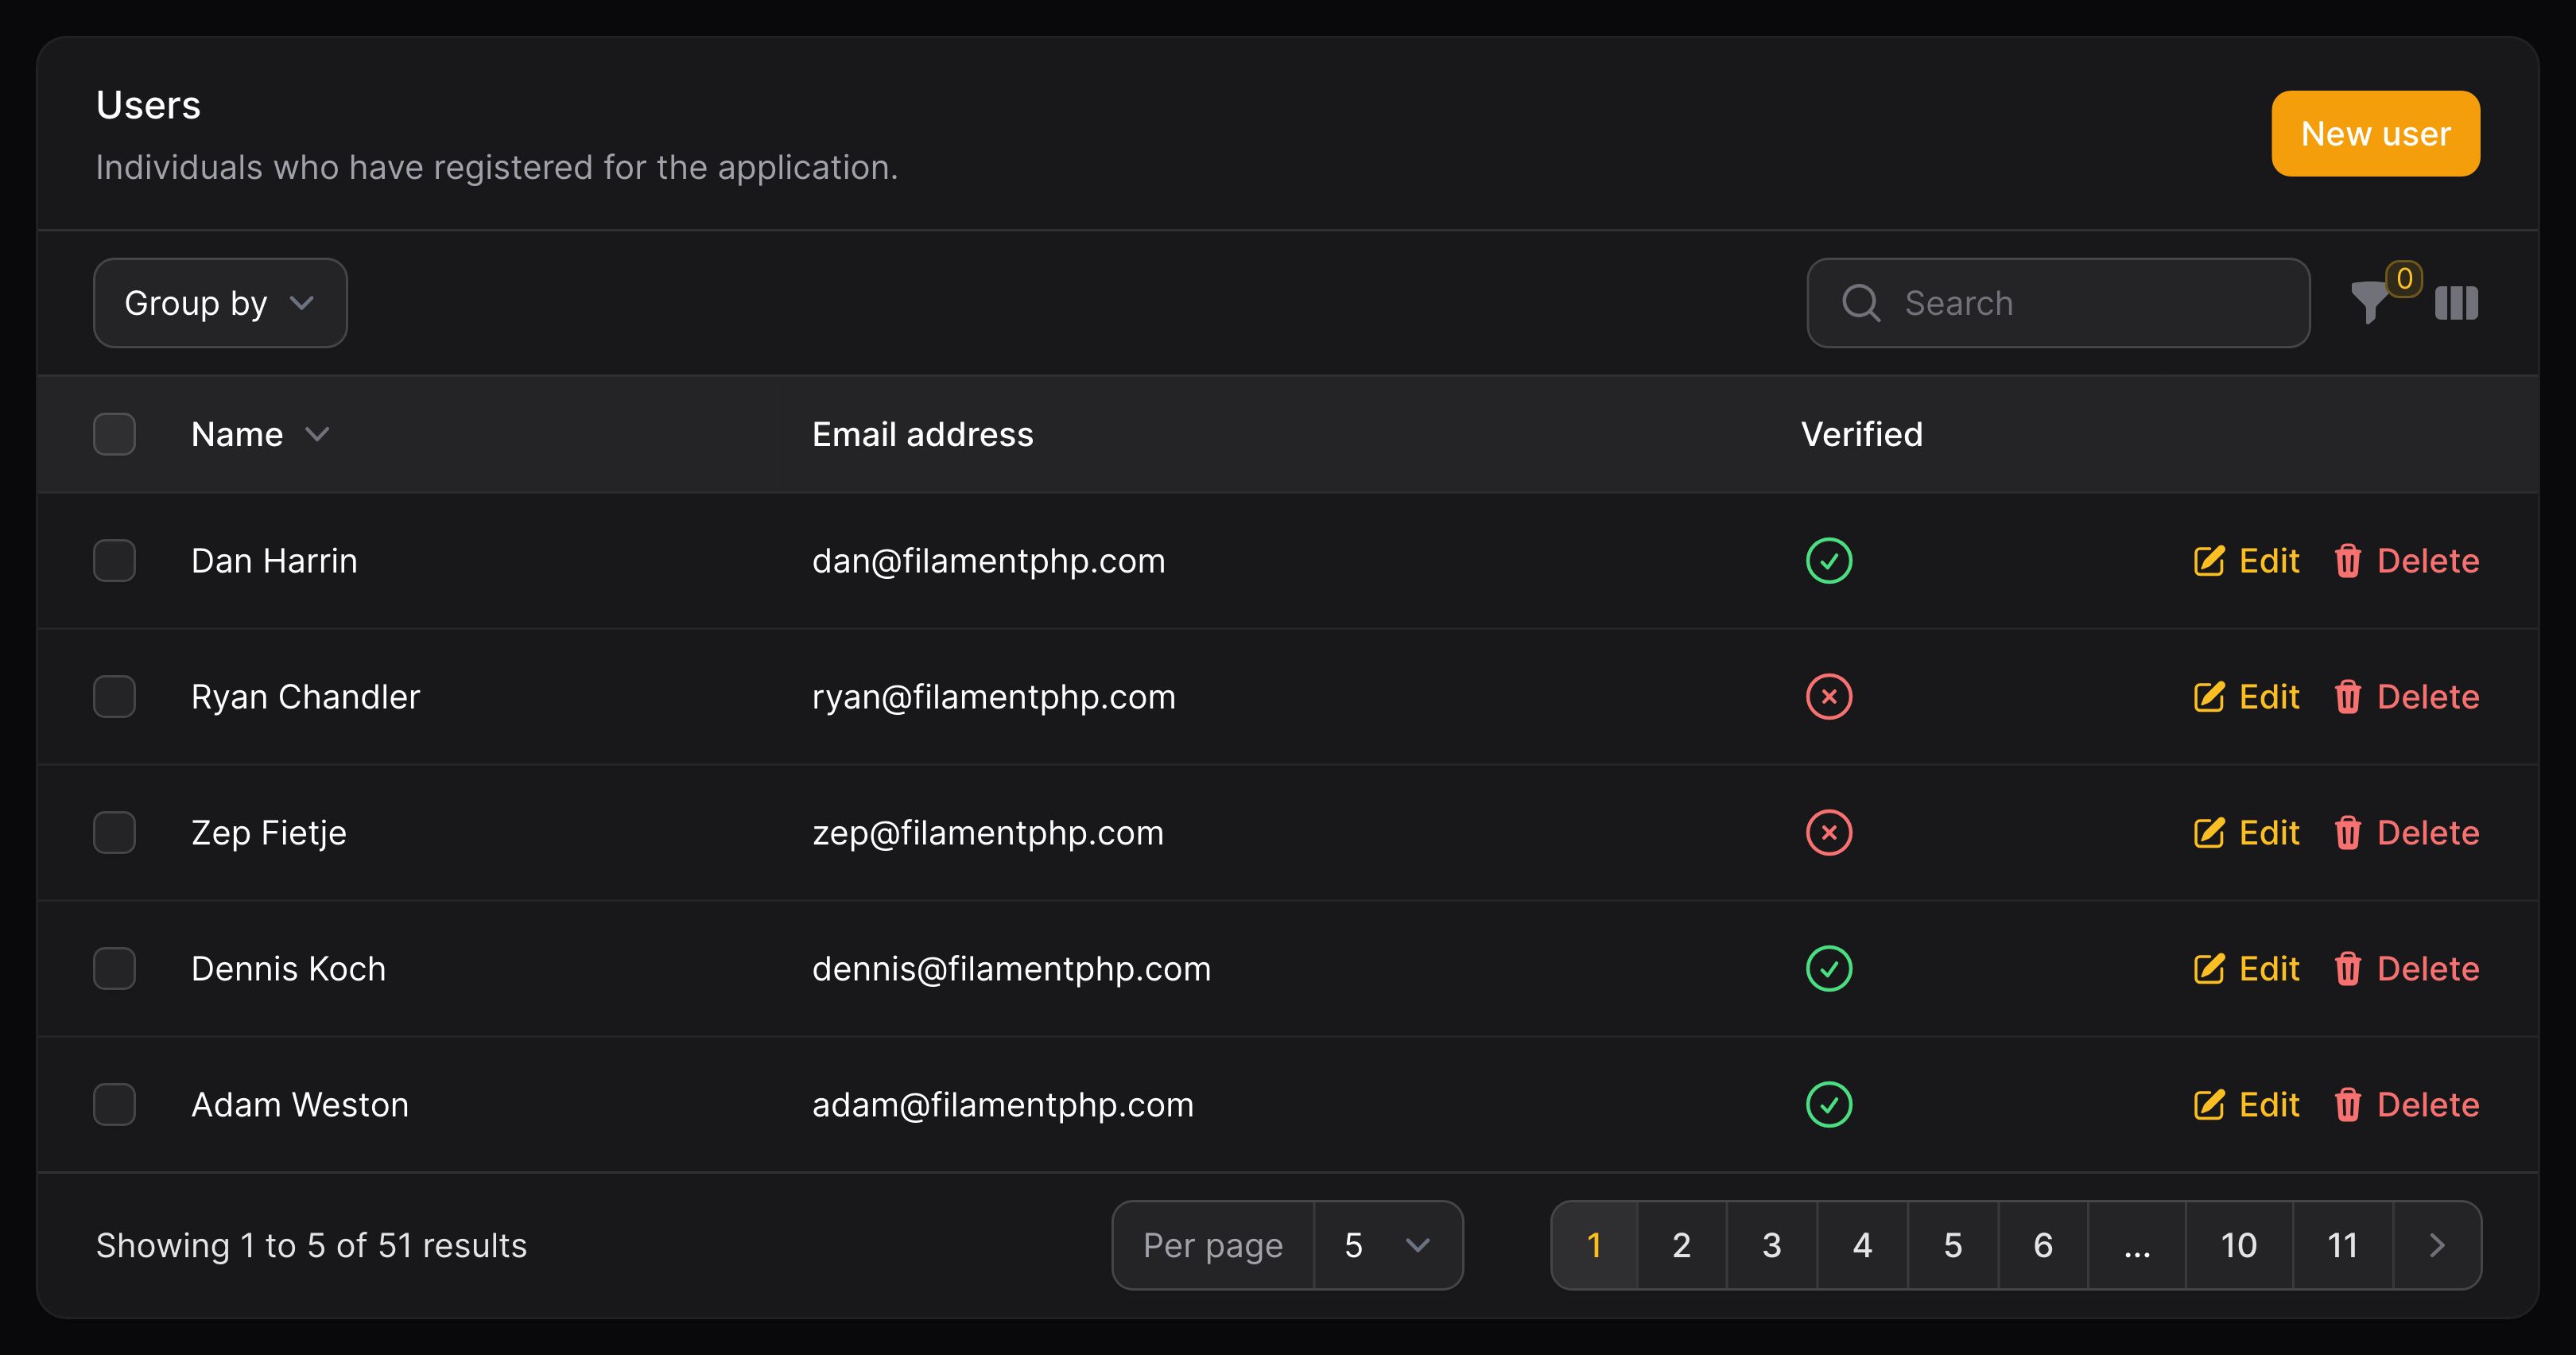 Users
Individuals who have registered for the application.
New user
Group by
Search
0
Name Email address Verified
Dan Harrin dan@filamentphp.com Edit Delete
Ryan Chandler ryan@filamentphp.com Edit Delete
Zep Fietje zep@filamentphp.com Edit Delete
Dennis Koch dennis@filamentphp.com Edit Delete
Adam Weston adam@filamentphp.com Edit Delete
Showing 1 to 5 of 51 results Per page 5 1 2 3 4 5 6 ... 10 11